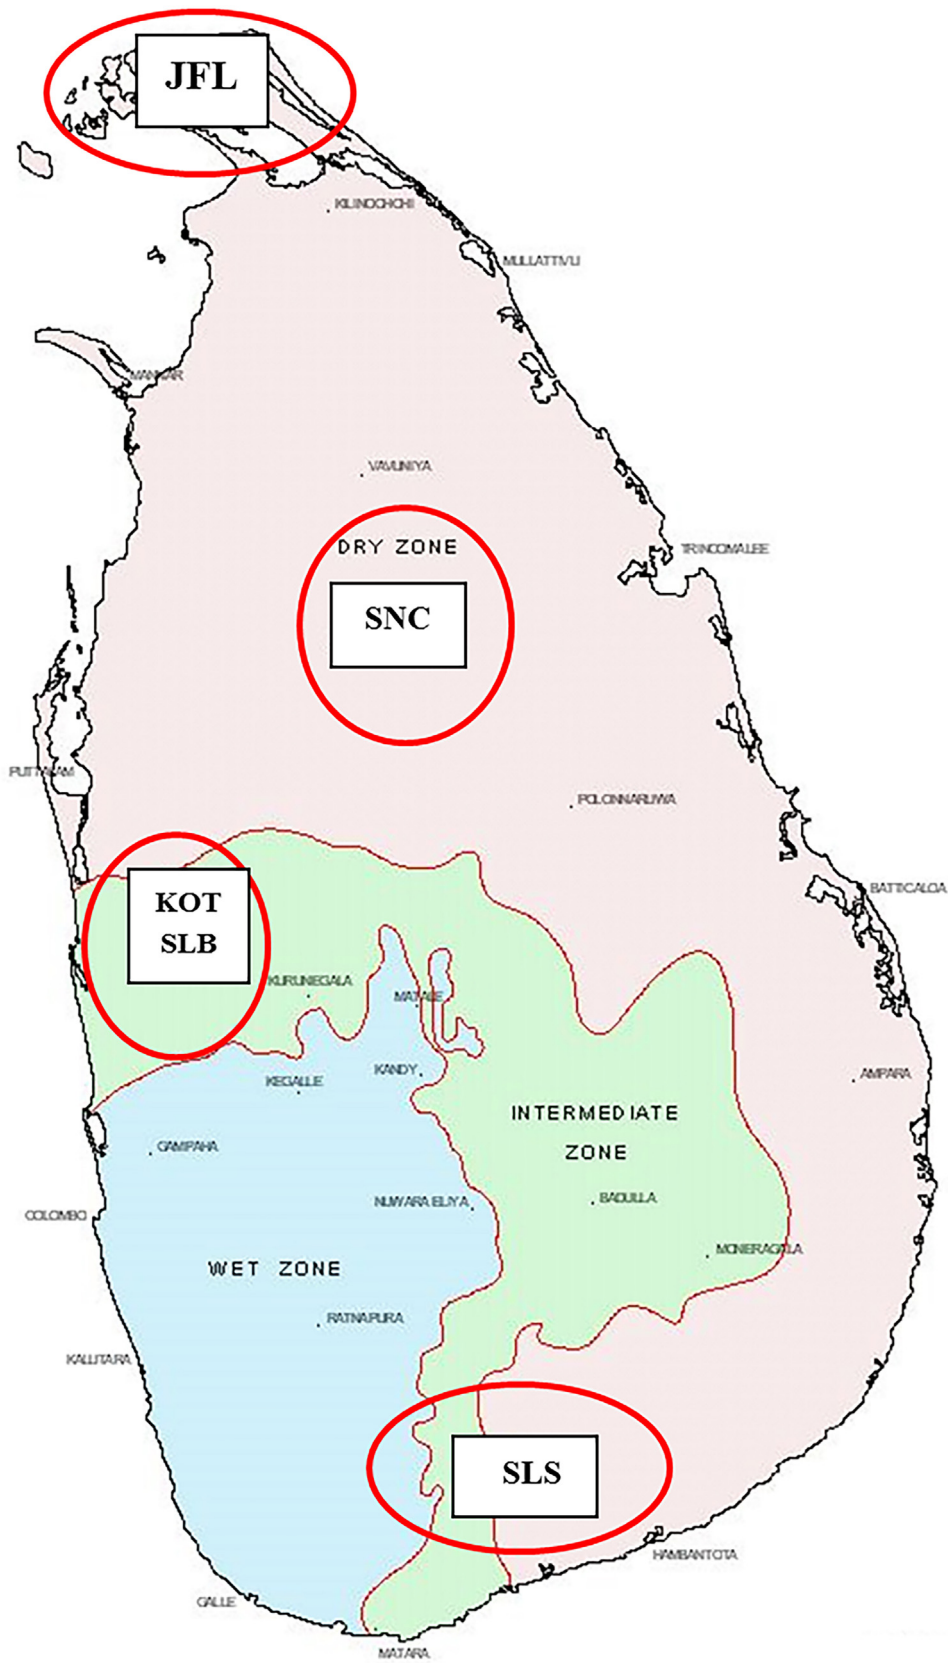 JFL
KILINOCHCHI
MULLATTIVU
MANNAR
VAVUNIYA
DRY ZONE
TRINCOMALEE
SNC
PUTTALAM
POLONNARUWA
BATTICALOA
KOT
SLB
KURUNEGALA
MATALE
KANDY
KEGALLE
AMPARA
INTERMEDIATE
ZONE
GAMPAHA
BADULLA
NUWARA ELIYA
COLOMBO
MONERAGALA
WET ZONE
RATNAPURA
KALUTARA
SLS
HAMBANTOTA
GALLE
MATARA